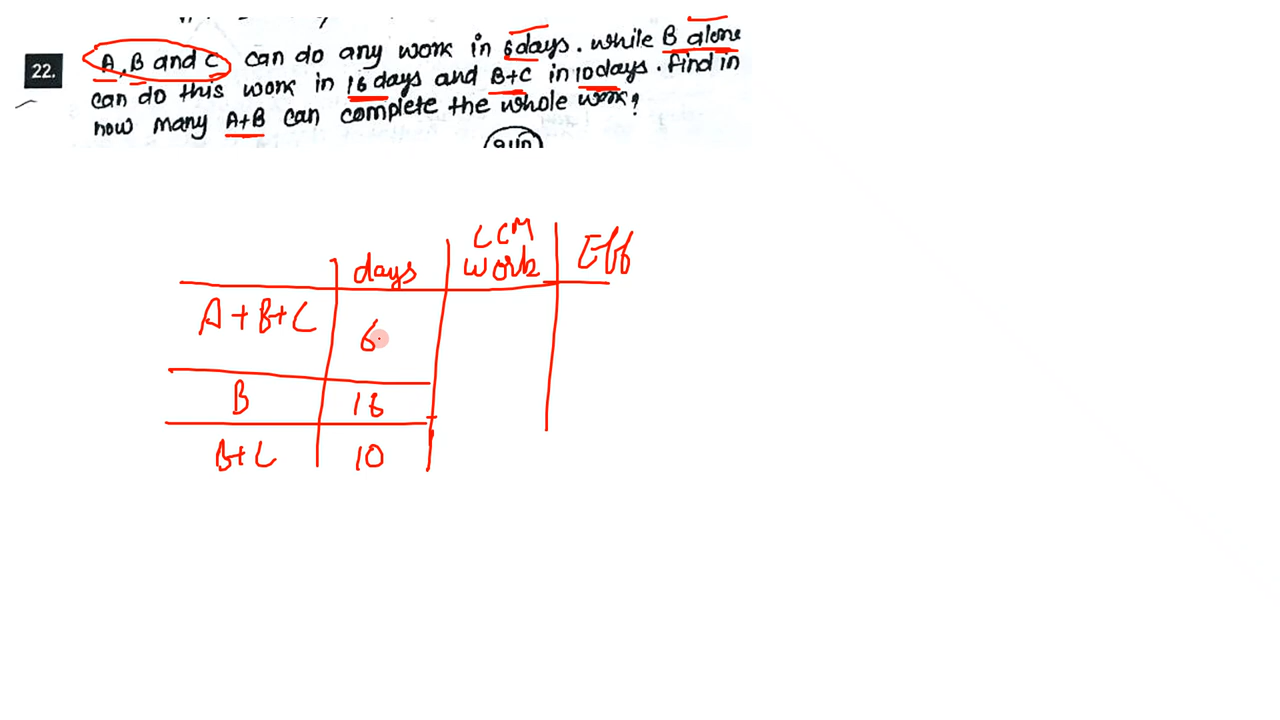 22.
A, B and C can do any work in 6 days. while B alone
can do this work in 16 days and B+C in 10 days. Find in
how many A+B can complete the whole work?
days
LCM
work
Eff
A+B+C
6
B
16
B+C
10